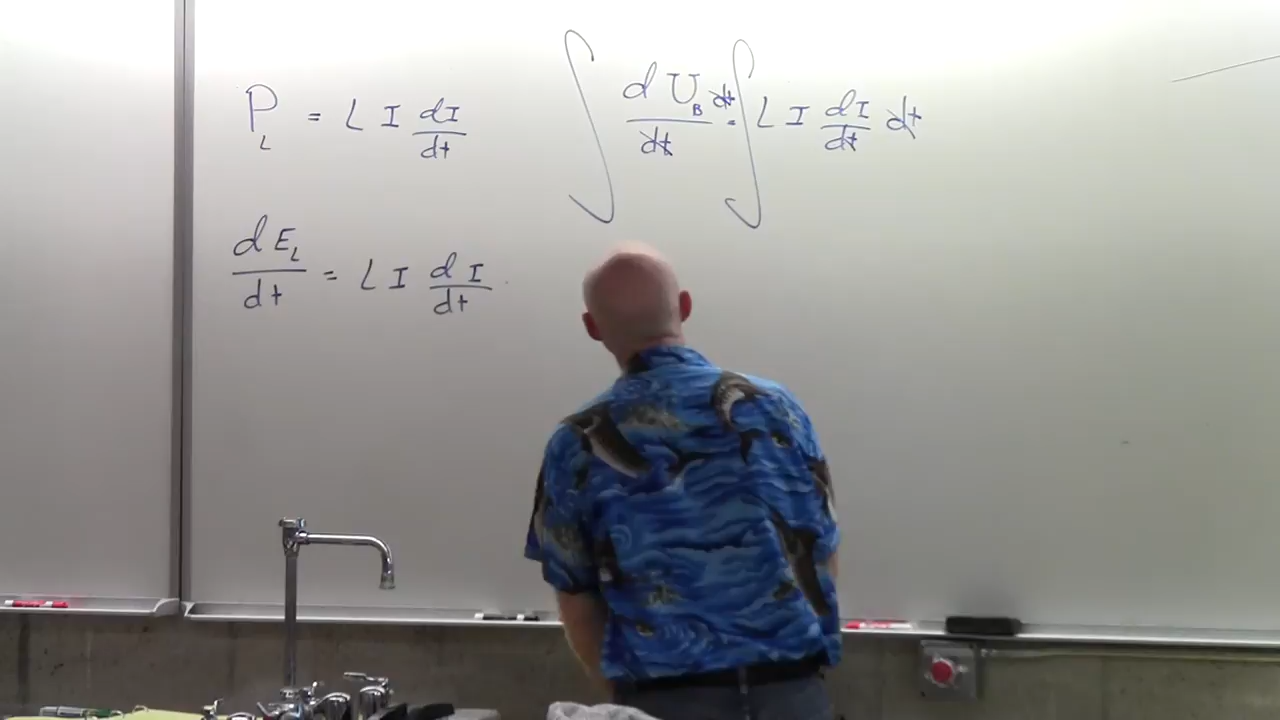 P_L = L I dI/dt
dE_L/dt = L I dI/dt
∫ dU_B/dt dt = ∫ L I dI/dt dt